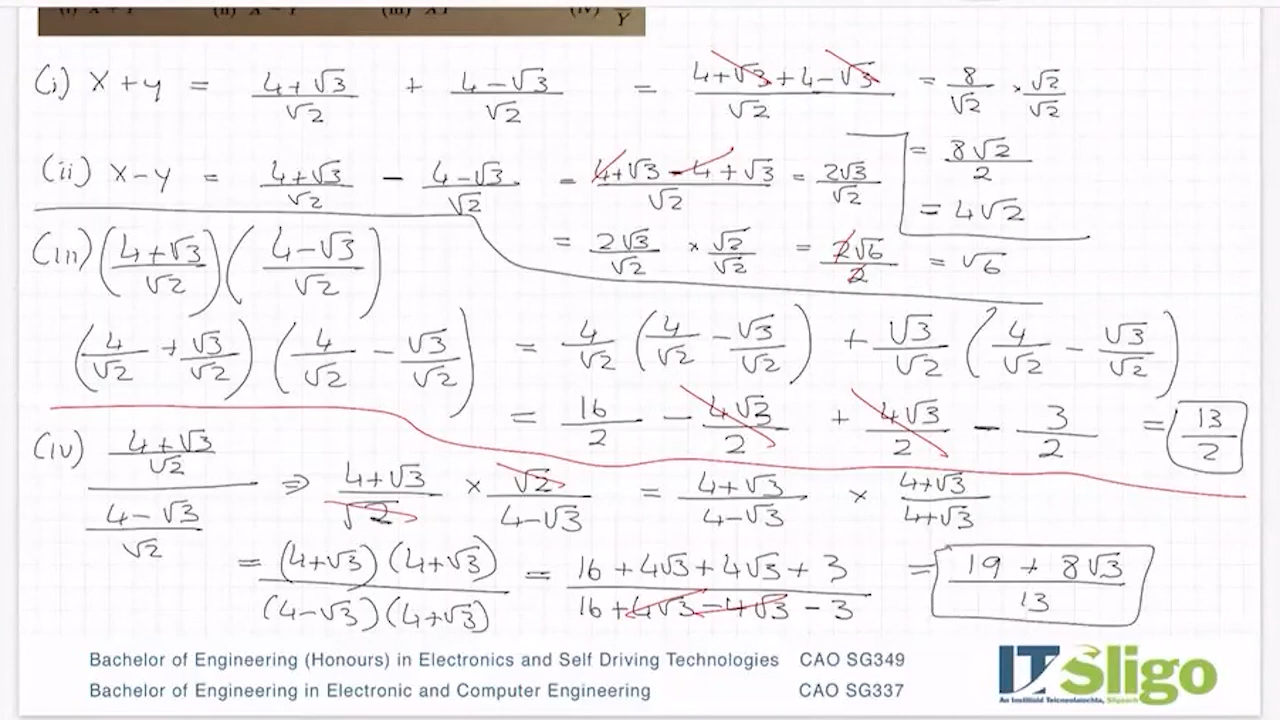 (i) X + Y (ii) X − Y (iii) XY (iv) X/Y
(i) X + y = (4+√3)/√2 + (4−√3)/√2 = (4+√3+4−√3)/√2 = 8/√2 × √2/√2
= 8√2/2
= 4√2
(ii) X−y = (4+√3)/√2 − (4−√3)/√2 = (4+√3−4+√3)/√2 = 2√3/√2
= 2√3/√2 × √2/√2 = 2√6/2 = √6
(iii) ((4+√3)/√2) ((4−√3)/√2)
(4/√2 + √3/√2) (4/√2 − √3/√2) = 4/√2 (4/√2 − √3/√2) + √3/√2 (4/√2 − √3/√2)
= 16/2 − 4√3/2 + 4√3/2 − 3/2 = 13/2
(iv) ((4+√3)/√2)/((4−√3)/√2) ⇒ (4+√3)/√2 × √2/(4−√3) = (4+√3)/(4−√3) × (4+√3)/(4+√3)
= (4+√3)(4+√3)/(4−√3)(4+√3) = (16+4√3+4√3+3)/(16+4√3−4√3−3) = (19+8√3)/13
Bachelor of Engineering (Honours) in Electronics and Self Driving Technologies CAO SG349
Bachelor of Engineering in Electronic and Computer Engineering CAO SG337
IT Sligo
An Institiúid Teicneolaíochta, Sligeach